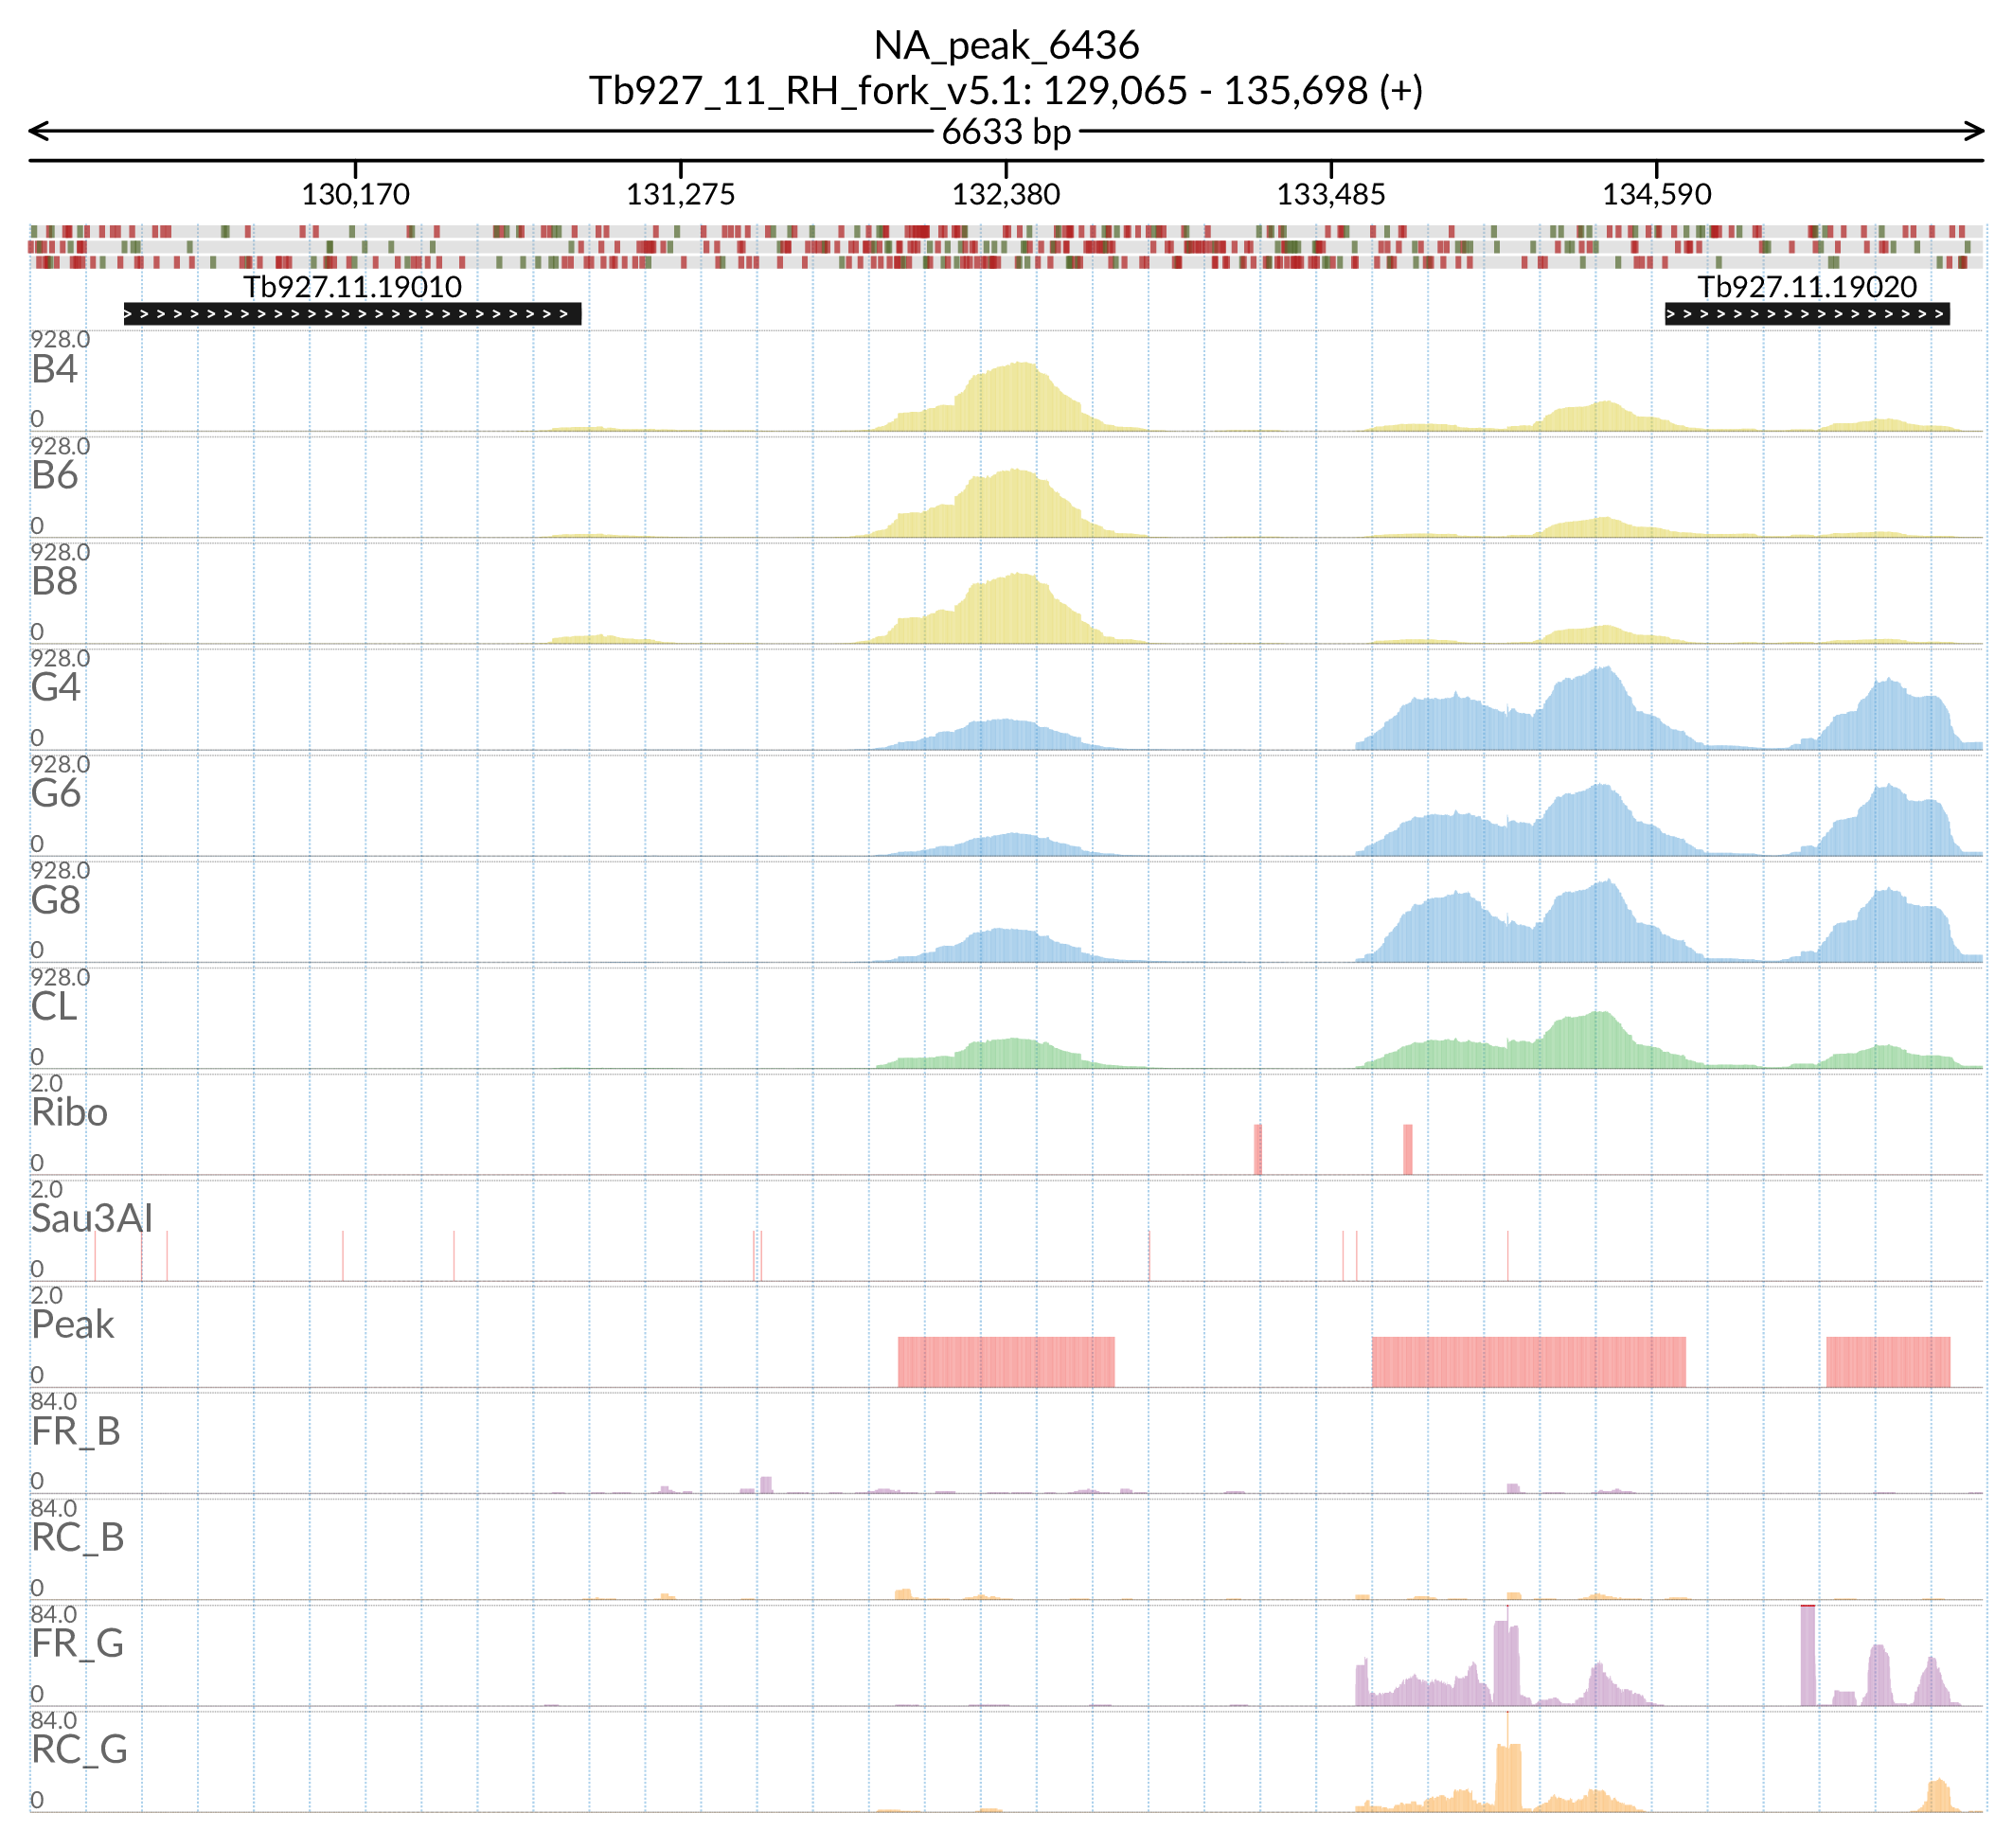 NA_peak_6436
Tb927_11_RH_fork_v5.1: 129,065 - 135,698 (+)
6633 bp
130,170 131,275 132,380 133,485 134,590
Tb927.11.19010 Tb927.11.19020
928.0
B4
0
928.0
B6
0
928.0
B8
0
928.0
G4
0
928.0
G6
0
928.0
G8
0
928.0
CL
0
2.0
Ribo
0
2.0
Sau3AI
0
2.0
Peak
0
84.0
FR_B
0
84.0
RC_B
0
84.0
FR_G
0
84.0
RC_G
0